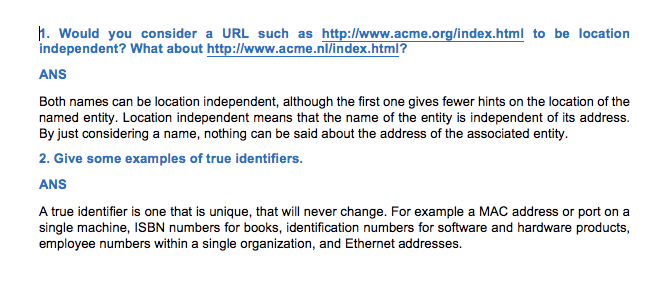 1. Would you consider a URL such as http://www.acme.org/index.html to be location
independent? What about http://www.acme.nl/index.html?
ANS
Both names can be location independent, although the first one gives fewer hints on the location of the
named entity. Location independent means that the name of the entity is independent of its address.
By just considering a name, nothing can be said about the address of the associated entity.
2. Give some examples of true identifiers.
ANS
A true identifier is one that is unique, that will never change. For example a MAC address or port on a
single machine, ISBN numbers for books, identification numbers for software and hardware products,
employee numbers within a single organization, and Ethernet addresses.